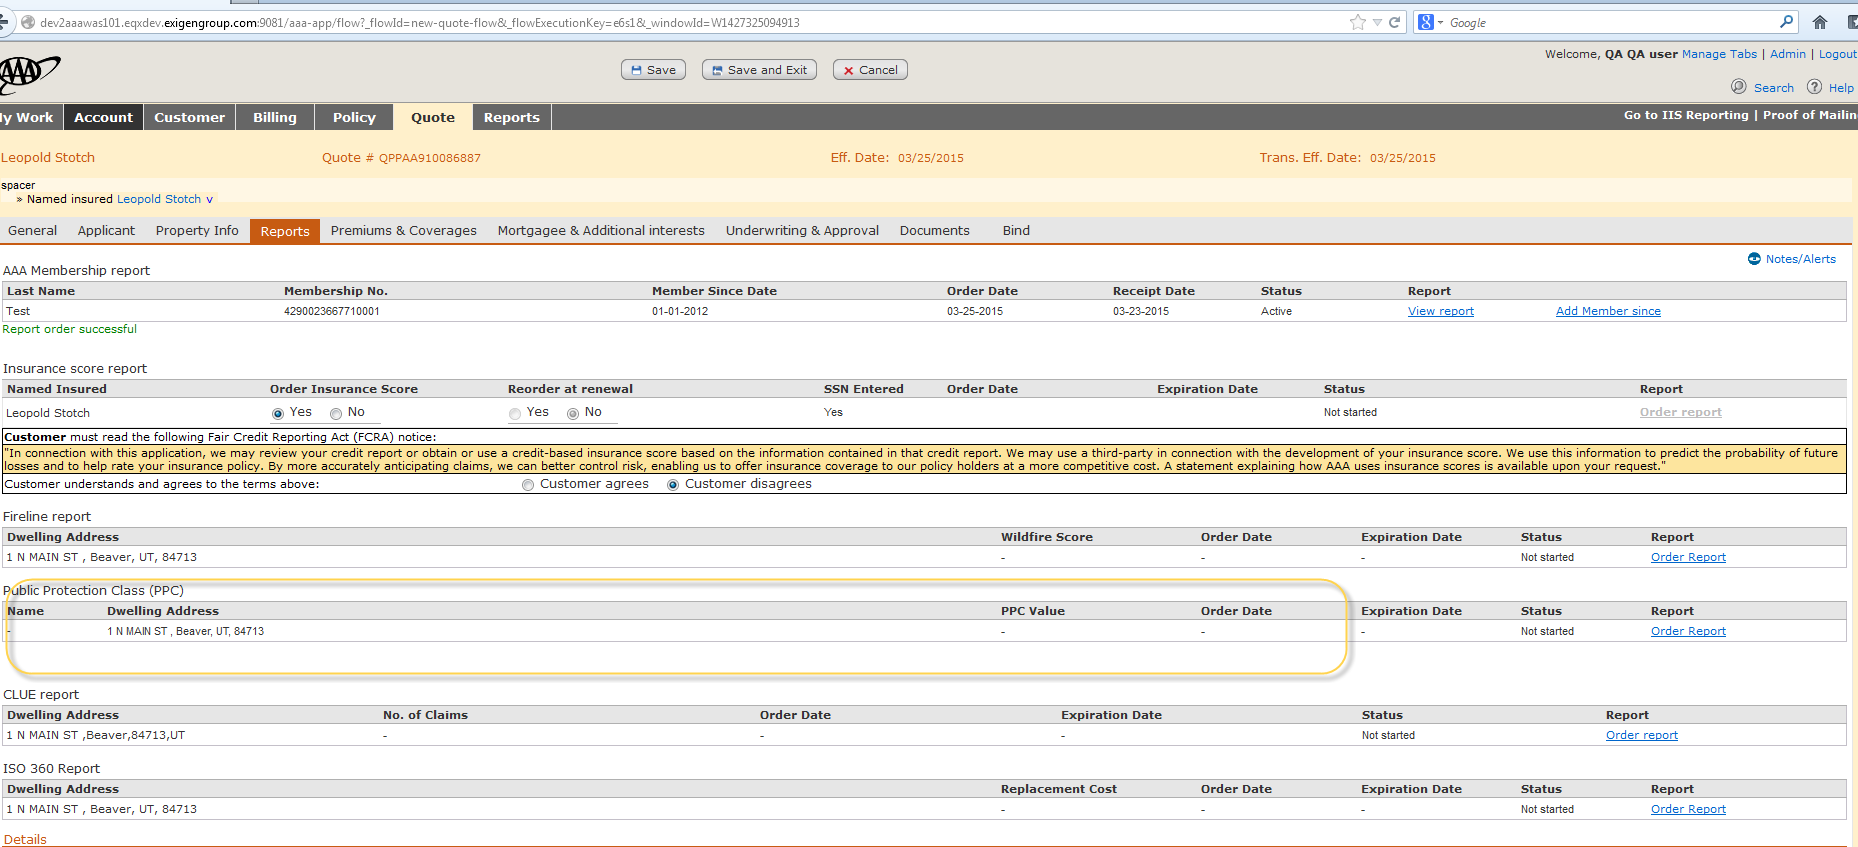 dev2aaawas101.eqxdev.exigengroup.com:9081/aaa-app/flow?_flowId=new-quote-flow&_flowExecutionKey=e6s1&_windowId=W1427325094913
8 Google
AAA
Save Save and Exit Cancel
Welcome, QA QA user Manage Tabs | Admin | Logout
Search ? Help
y Work Account Customer Billing Policy Quote Reports Go to IIS Reporting | Proof of Mailin
Leopold Stotch Quote # QPPAA910086887 Eff. Date: 03/25/2015 Trans. Eff. Date: 03/25/2015
spacer
» Named insured Leopold Stotch v
General Applicant Property Info Reports Premiums & Coverages Mortgagee & Additional interests Underwriting & Approval Documents Bind
Notes/Alerts
AAA Membership report
Last Name Membership No. Member Since Date Order Date Receipt Date Status Report
Test 4290023667710001 01-01-2012 03-25-2015 03-23-2015 Active View report Add Member since
Report order successful
Insurance score report
Named Insured Order Insurance Score Reorder at renewal SSN Entered Order Date Expiration Date Status Report
Leopold Stotch Yes No Yes No Yes Not started Order report
Customer must read the following Fair Credit Reporting Act (FCRA) notice:
"In connection with this application, we may review your credit report or obtain or use a credit-based insurance score based on the information contained in that credit report. We may use a third-party in connection with the development of your insurance score. We use this information to predict the probability of future
losses and to help rate your insurance policy. By more accurately anticipating claims, we can better control risk, enabling us to offer insurance coverage to our policy holders at a more competitive cost. A statement explaining how AAA uses insurance scores is available upon your request."
Customer understands and agrees to the terms above: Customer agrees Customer disagrees
Fireline report
Dwelling Address Wildfire Score Order Date Expiration Date Status Report
1 N MAIN ST , Beaver, UT, 84713 - - - Not started Order Report
Public Protection Class (PPC)
Name Dwelling Address PPC Value Order Date Expiration Date Status Report
- 1 N MAIN ST , Beaver, UT, 84713 - - - Not started Order Report
CLUE report
Dwelling Address No. of Claims Order Date Expiration Date Status Report
1 N MAIN ST ,Beaver,84713,UT - - - Not started Order report
ISO 360 Report
Dwelling Address Replacement Cost Order Date Expiration Date Status Report
1 N MAIN ST , Beaver, UT, 84713 - - - Not started Order Report
Details